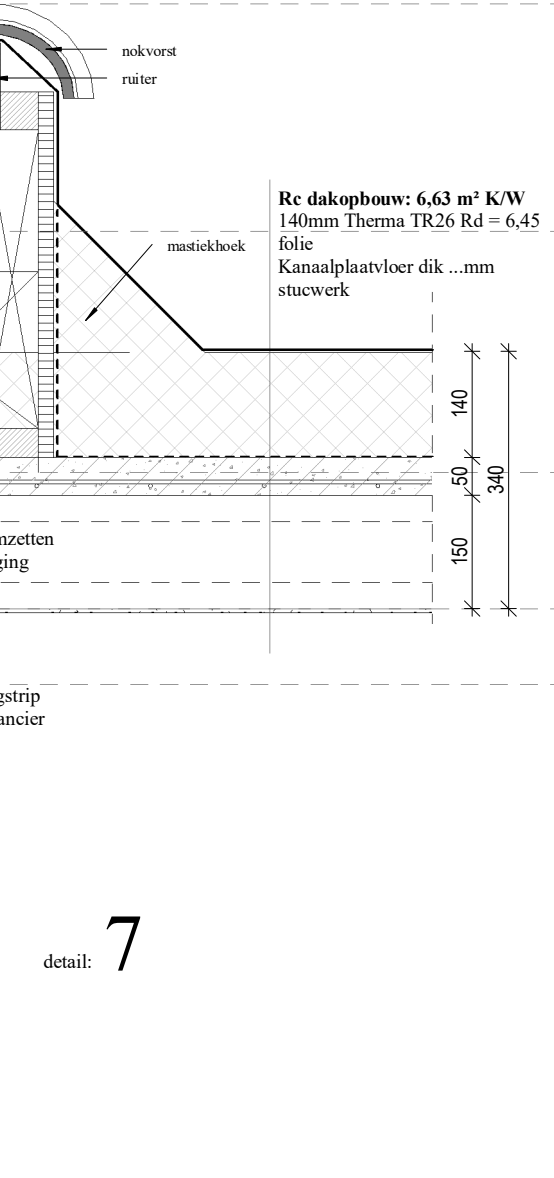 nokvorst
ruiter
Rc dakopbouw: 6,63 m² K/W
140mm Therma TR26 Rd = 6,45
folie
Kanaalplaatvloer dik ...mm
stucwerk
mastiekhoek
140
50
340
150
nzetten
ging
gstrip
ancier
detail: 7